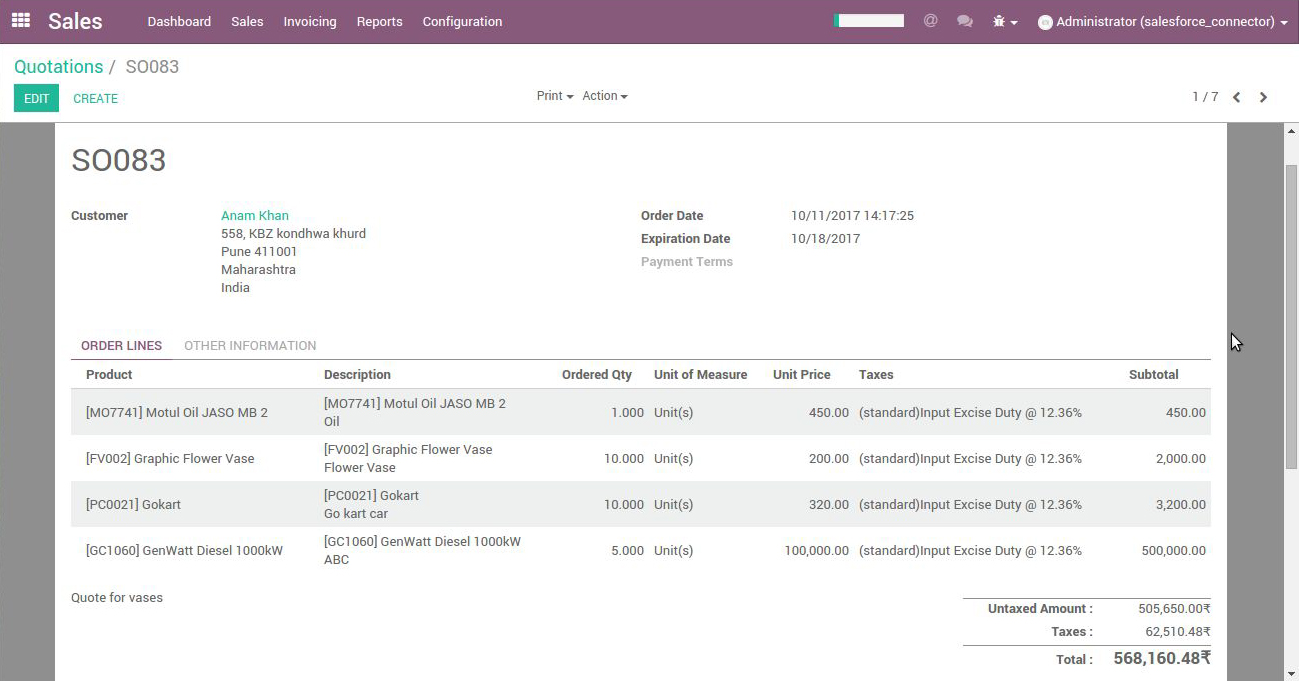 Sales Dashboard Sales Invoicing Reports Configuration @ Administrator (salesforce_connector)
Quotations / SO083
EDIT CREATE Print Action 1 / 7
SO083
Customer Anam Khan Order Date 10/11/2017 14:17:25
558, KBZ kondhwa khurd Expiration Date 10/18/2017
Pune 411001 Payment Terms
Maharashtra
India
ORDER LINES OTHER INFORMATION
Product Description Ordered Qty Unit of Measure Unit Price Taxes Subtotal
[MO7741] Motul Oil JASO MB 2 [MO7741] Motul Oil JASO MB 2 1.000 Unit(s) 450.00 (standard)Input Excise Duty @ 12.36% 450.00
Oil
[FV002] Graphic Flower Vase [FV002] Graphic Flower Vase 10.000 Unit(s) 200.00 (standard)Input Excise Duty @ 12.36% 2,000.00
Flower Vase
[PC0021] Gokart [PC0021] Gokart 10.000 Unit(s) 320.00 (standard)Input Excise Duty @ 12.36% 3,200.00
Go kart car
[GC1060] GenWatt Diesel 1000kW [GC1060] GenWatt Diesel 1000kW 5.000 Unit(s) 100,000.00 (standard)Input Excise Duty @ 12.36% 500,000.00
ABC
Quote for vases
Untaxed Amount : 505,650.00₹
Taxes : 62,510.48₹
Total : 568,160.48₹